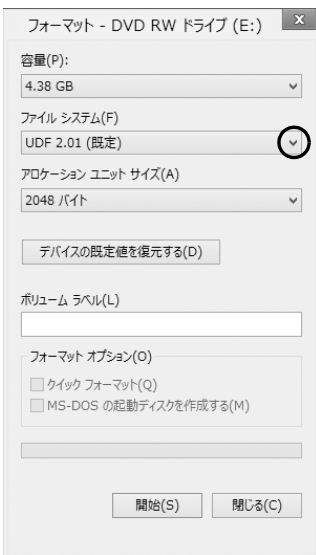 フォーマット - DVD RW ドライブ (E:)
容量(P):
4.38 GB
ファイル システム(F)
UDF 2.01 (既定)
アロケーション ユニット サイズ(A)
2048 バイト
デバイスの既定値を復元する(D)
ボリューム ラベル(L)
フォーマット オプション(O)
クイック フォーマット(Q)
MS-DOS の起動ディスクを作成する(M)
開始(S)
閉じる(C)